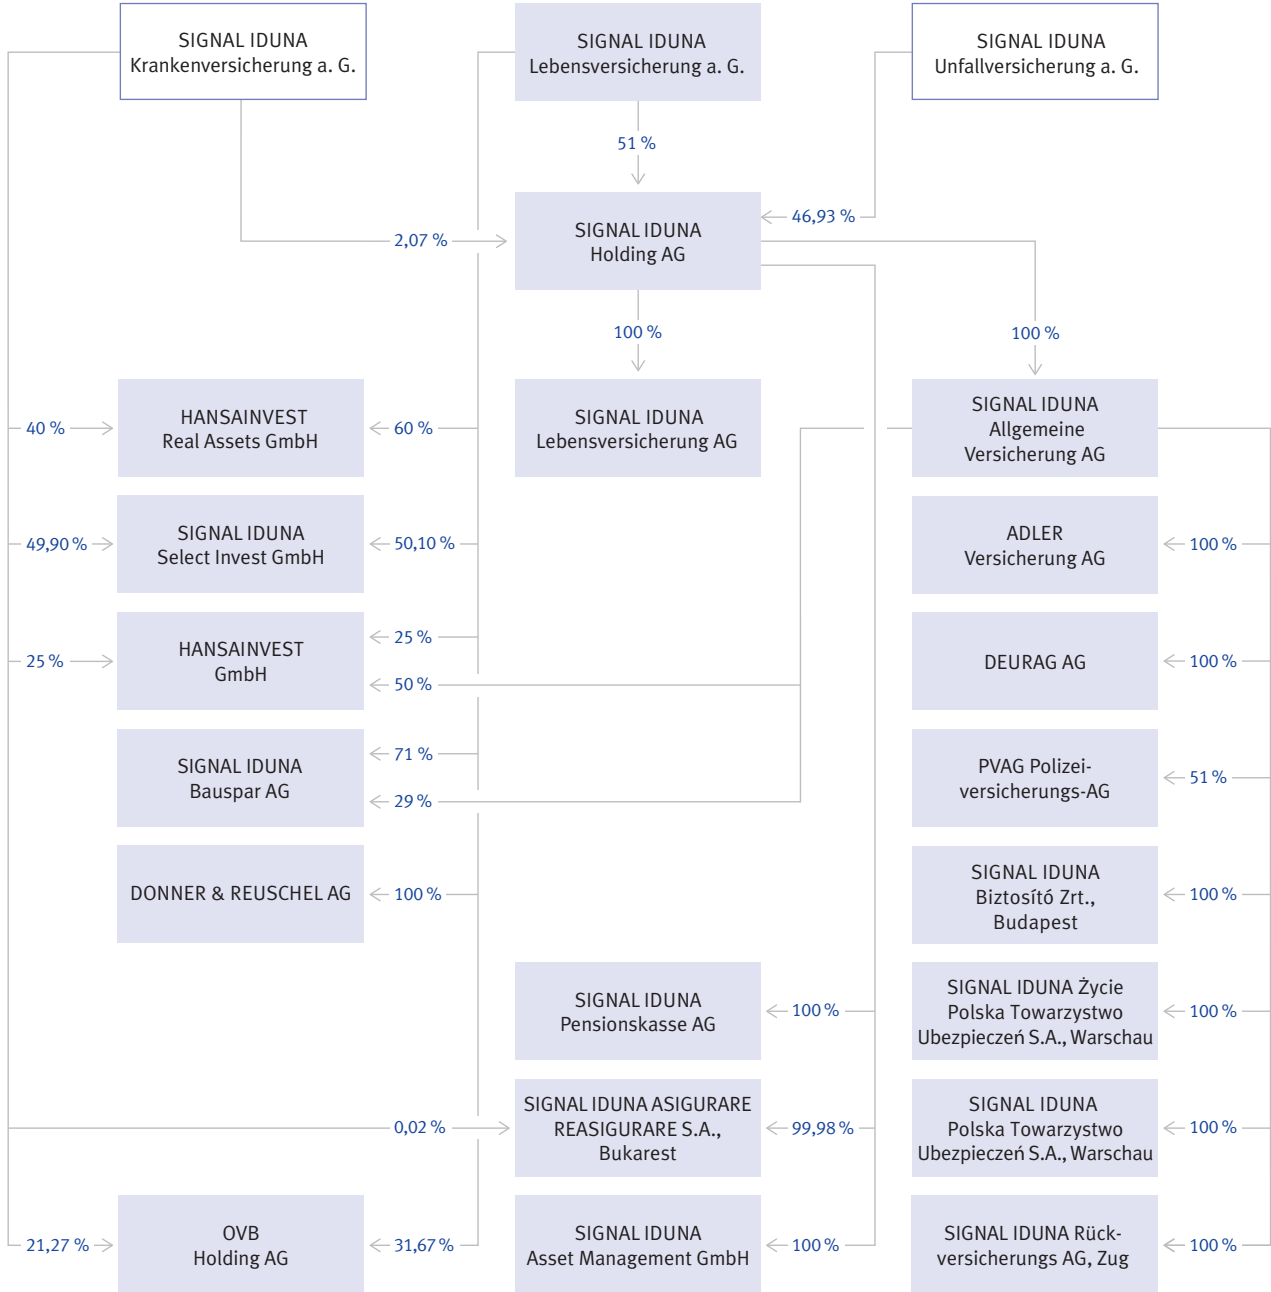 SIGNAL IDUNA
Krankenversicherung a. G.
SIGNAL IDUNA
Lebensversicherung a. G.
SIGNAL IDUNA
Unfallversicherung a. G.
51 %
46,93 %
2,07 %
SIGNAL IDUNA
Holding AG
100 %
100 %
40 %
HANSAINVEST
Real Assets GmbH
60 %
SIGNAL IDUNA
Lebensversicherung AG
SIGNAL IDUNA
Allgemeine
Versicherung AG
49,90 %
SIGNAL IDUNA
Select Invest GmbH
50,10 %
ADLER
Versicherung AG
100 %
25 %
HANSAINVEST
GmbH
25 %
50 %
DEURAG AG
100 %
SIGNAL IDUNA
Bauspar AG
71 %
29 %
PVAG Polizei-
versicherungs-AG
51 %
DONNER & REUSCHEL AG
100 %
SIGNAL IDUNA
Biztosító Zrt.,
Budapest
100 %
SIGNAL IDUNA
Pensionskasse AG
100 %
SIGNAL IDUNA Życie
Polska Towarzystwo
Ubezpieczeń S.A., Warschau
100 %
0,02 %
SIGNAL IDUNA ASIGURARE
REASIGURARE S.A.,
Bukarest
99,98 %
SIGNAL IDUNA
Polska Towarzystwo
Ubezpieczeń S.A., Warschau
100 %
21,27 %
OVB
Holding AG
31,67 %
SIGNAL IDUNA
Asset Management GmbH
100 %
SIGNAL IDUNA Rück-
versicherungs AG, Zug
100 %